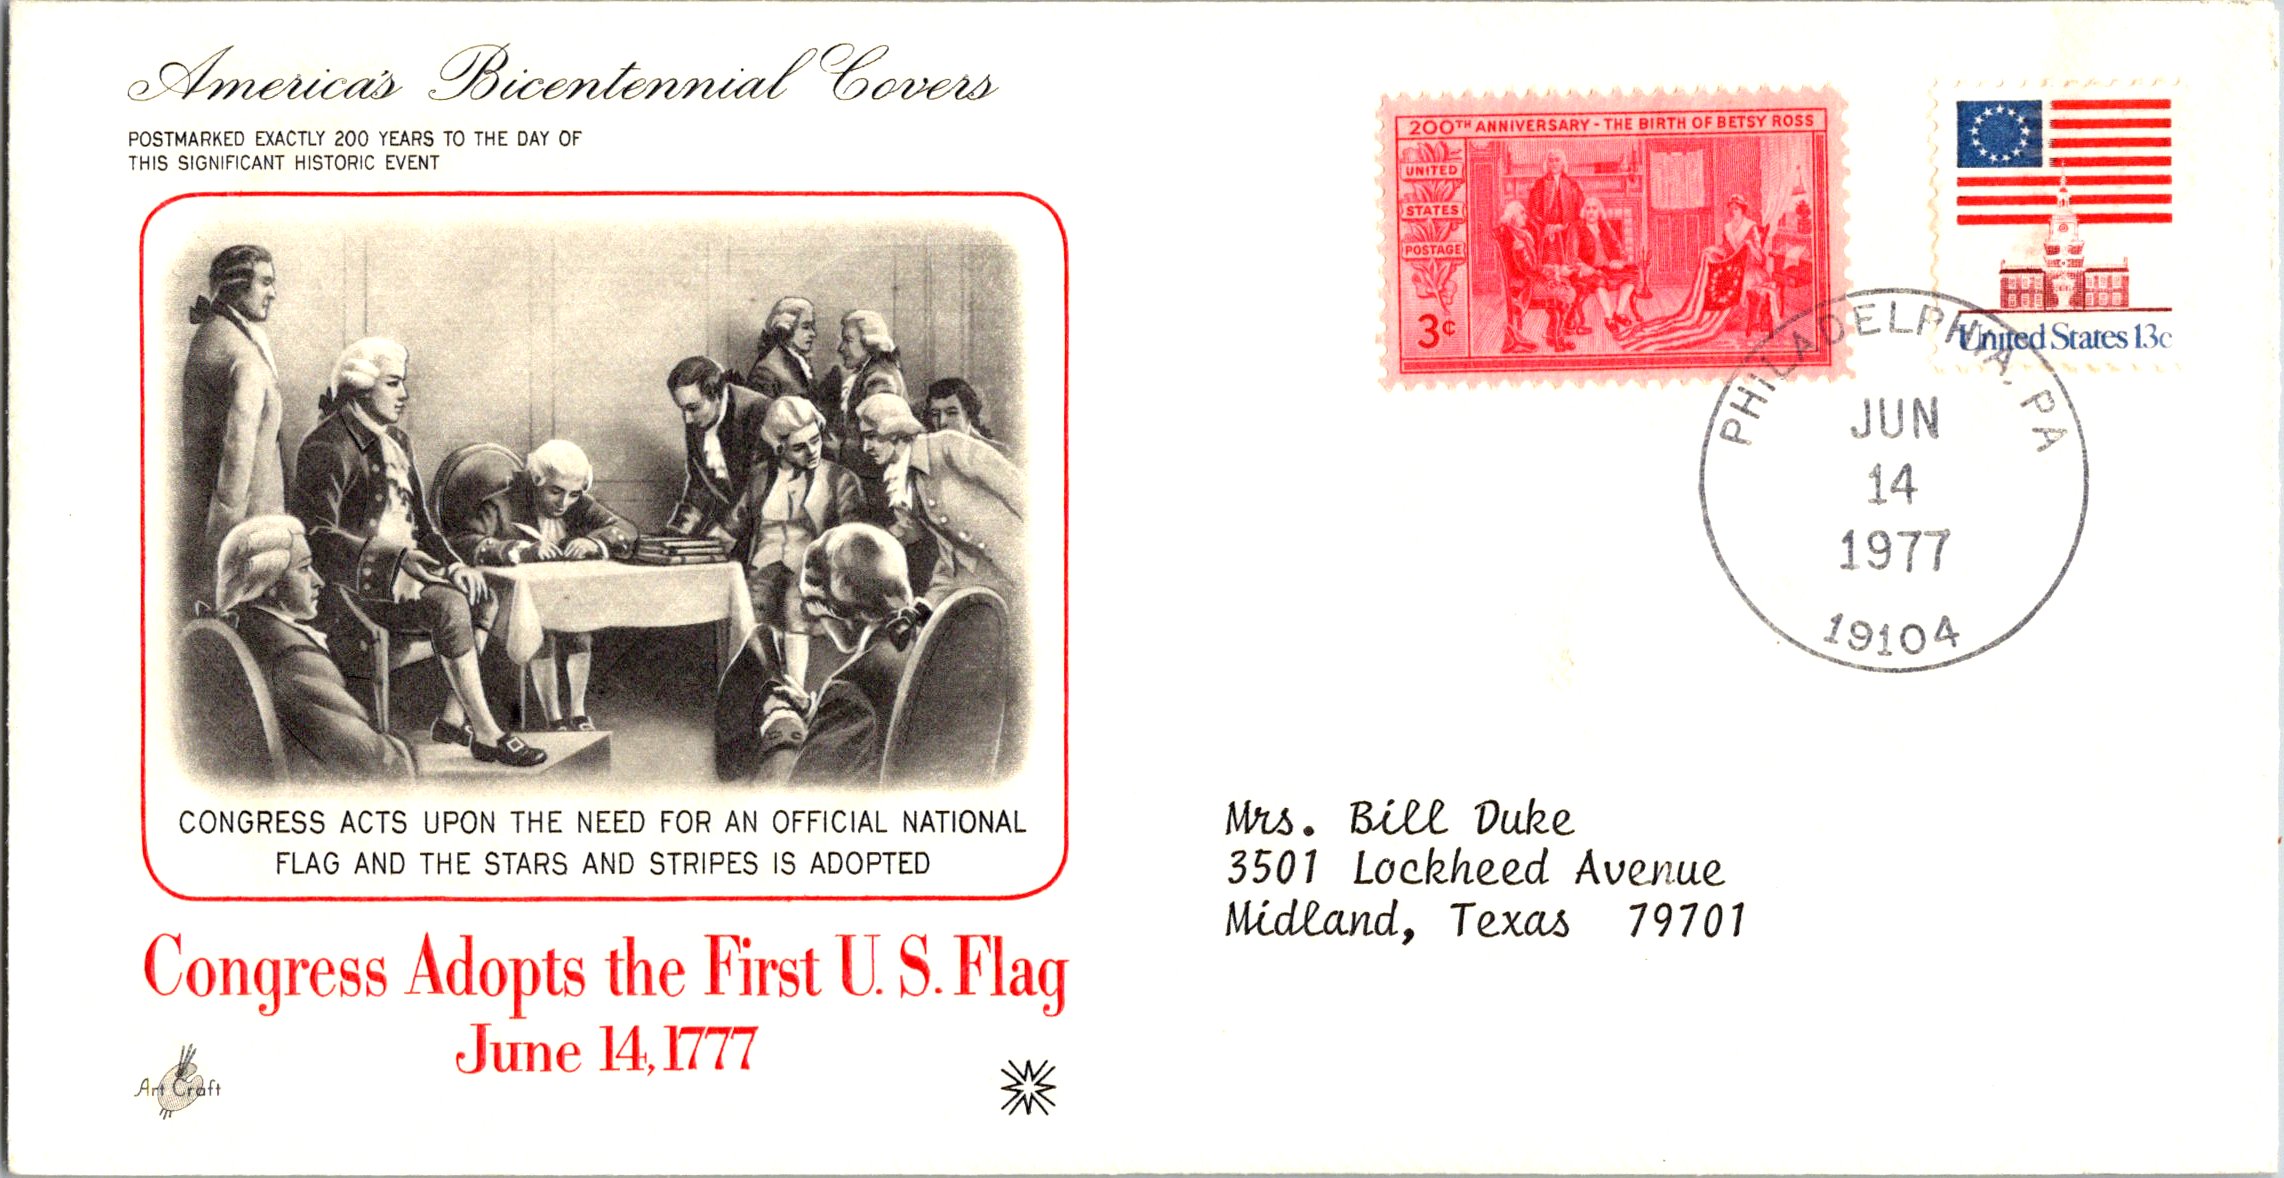 America's Bicentennial Covers
POSTMARKED EXACTLY 200 YEARS TO THE DAY OF
THIS SIGNIFICANT HISTORIC EVENT
CONGRESS ACTS UPON THE NEED FOR AN OFFICIAL NATIONAL
FLAG AND THE STARS AND STRIPES IS ADOPTED
Congress Adopts the First U.S. Flag
June 14, 1777
Art Craft
200TH ANNIVERSARY - THE BIRTH OF BETSY ROSS
UNITED
STATES
POSTAGE
3¢
United States 13c
PHILADELPHIA, PA
JUN
14
1977
19104
Mrs. Bill Duke
3501 Lockheed Avenue
Midland, Texas 79701